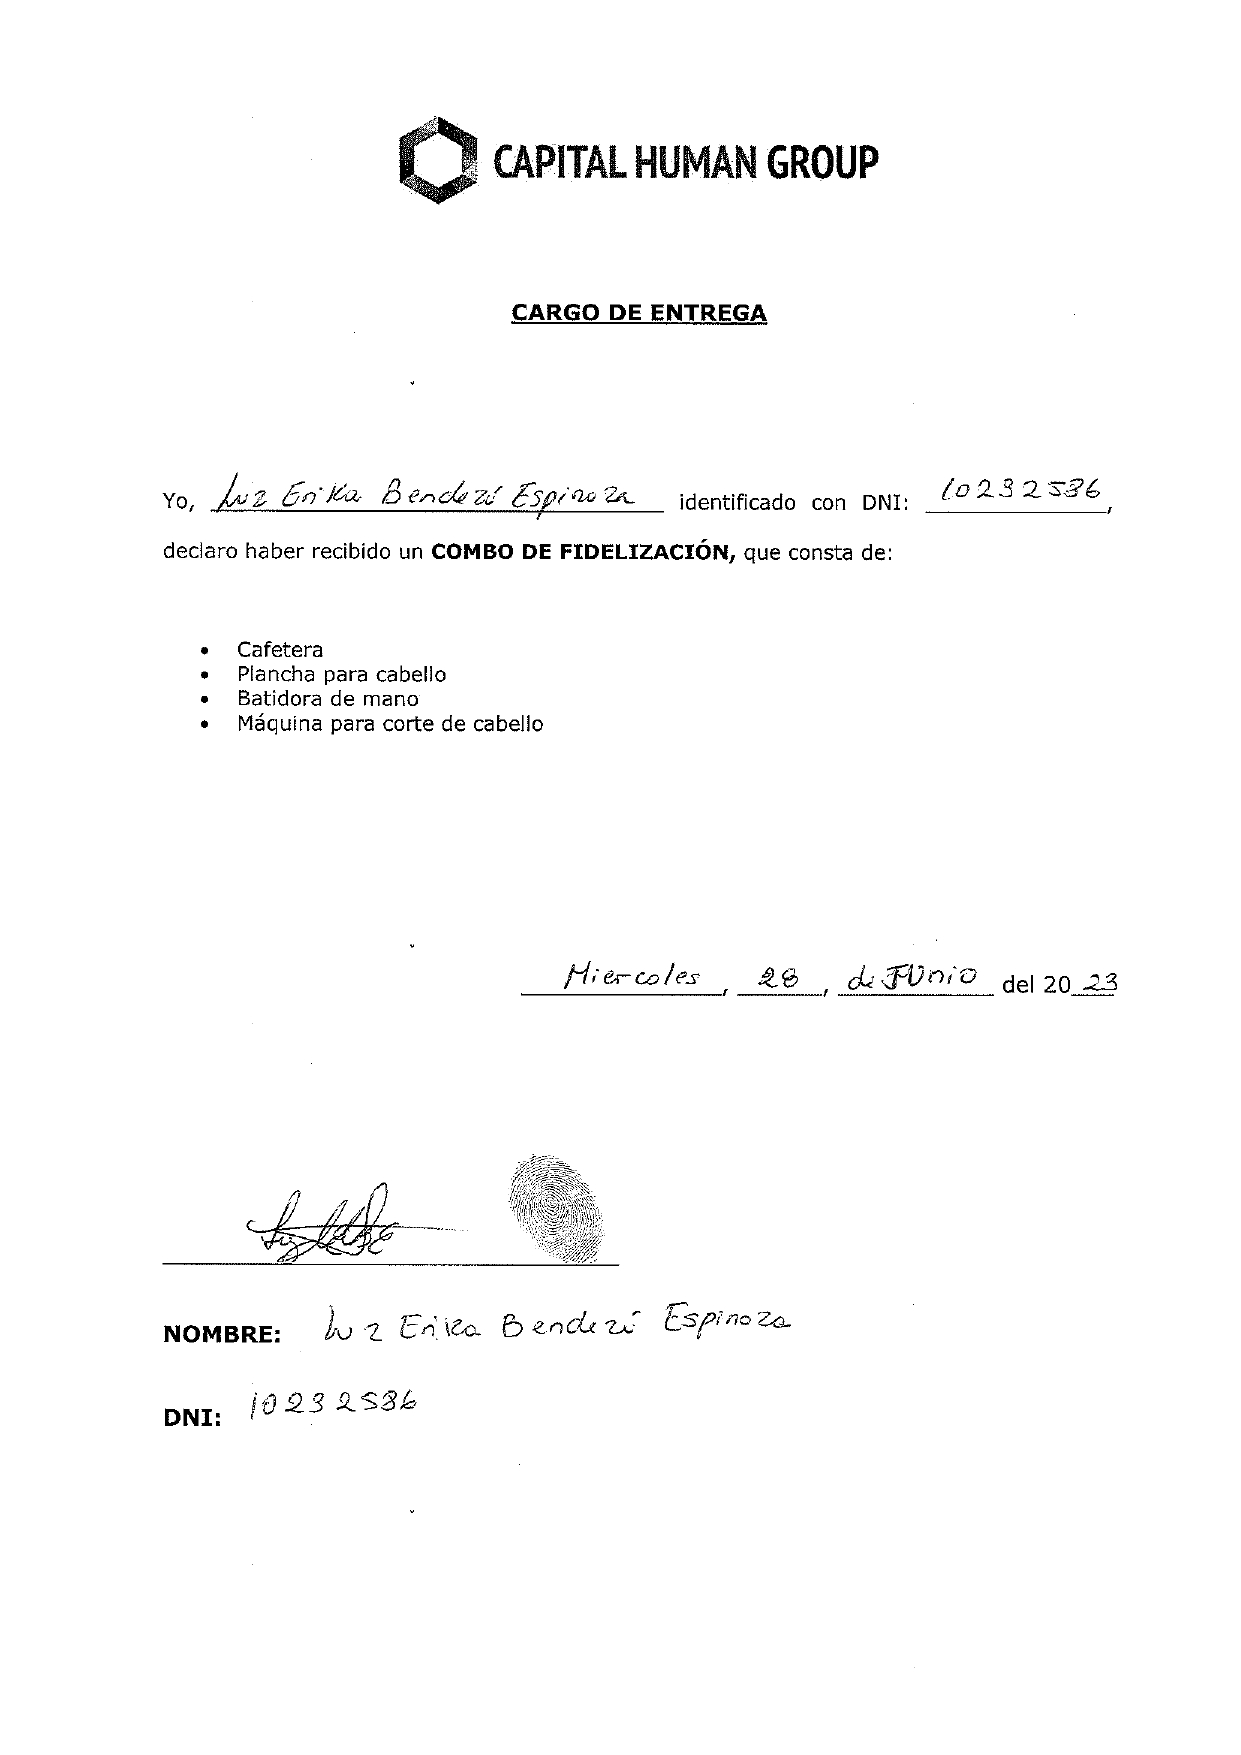 CAPITAL HUMAN GROUP
CARGO DE ENTREGA
Yo, Luz Erika Bendezú Espinoza identificado con DNI: 10232586,
declaro haber recibido un COMBO DE FIDELIZACIÓN, que consta de:
• Cafetera
• Plancha para cabello
• Batidora de mano
• Máquina para corte de cabello
Miercoles, 28, de JUnio del 2023
NOMBRE: Luz Erika Bendezú Espinoza
DNI: 10232586